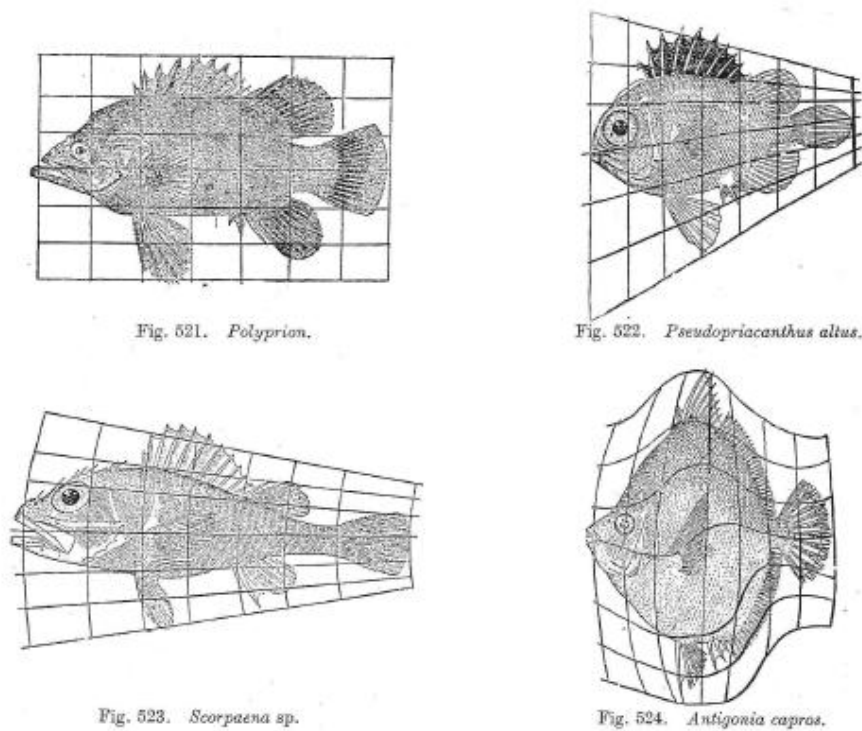 Fig. 521. Polyprion.
Fig. 522. Pseudopriacanthus altus.
Fig. 523. Scorpaena sp.
Fig. 524. Antigonia capros.